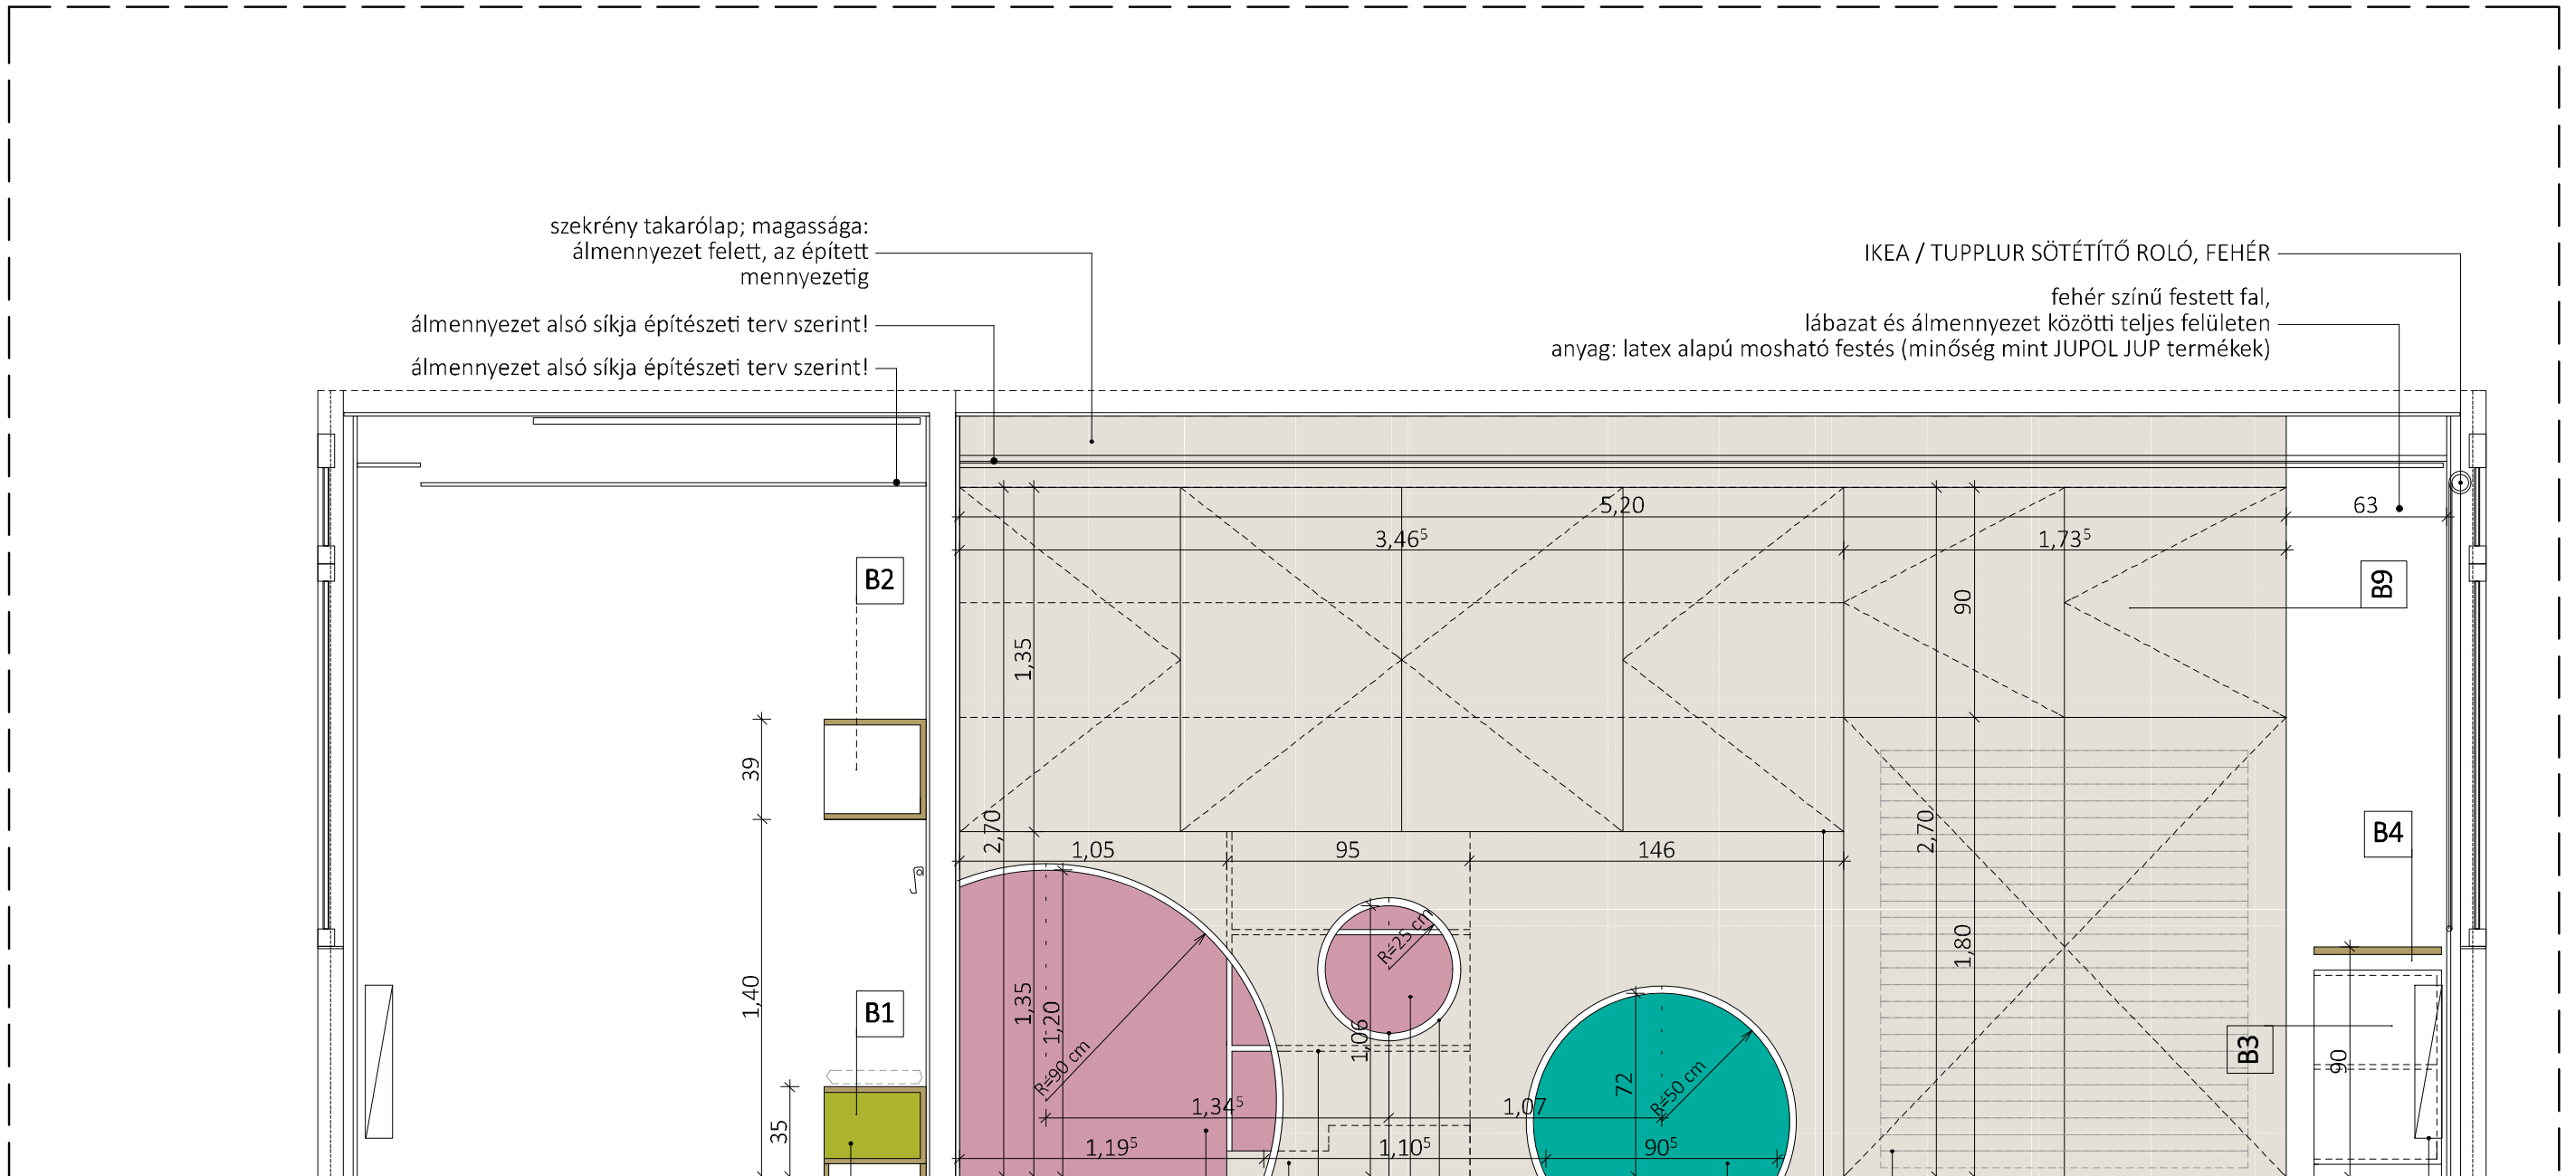 szekrény takarólap; magassága:
álmennyezet felett, az épített
mennyezetig
álmennyezet alsó síkja építészeti terv szerint!
álmennyezet alsó síkja építészeti terv szerint!
IKEA / TUPPLUR SÖTÉTÍTŐ ROLÓ, FEHÉR
fehér színű festett fal,
lábazat és álmennyezet közötti teljes felületen
anyag: latex alapú mosható festés (minőség mint JUPOL JUP termékek)
5,20
63
3,46⁵
1,73⁵
B2
B9
90
1,35
39
2,70
2,70
B4
1,05
95
146
R=25 cm
1,40
1,35
1,20
1,06
1,80
B1
B3
R=90 cm
72
R=50 cm
90
1,34⁵
1,07
35
1,19⁵
1,10⁵
90⁵